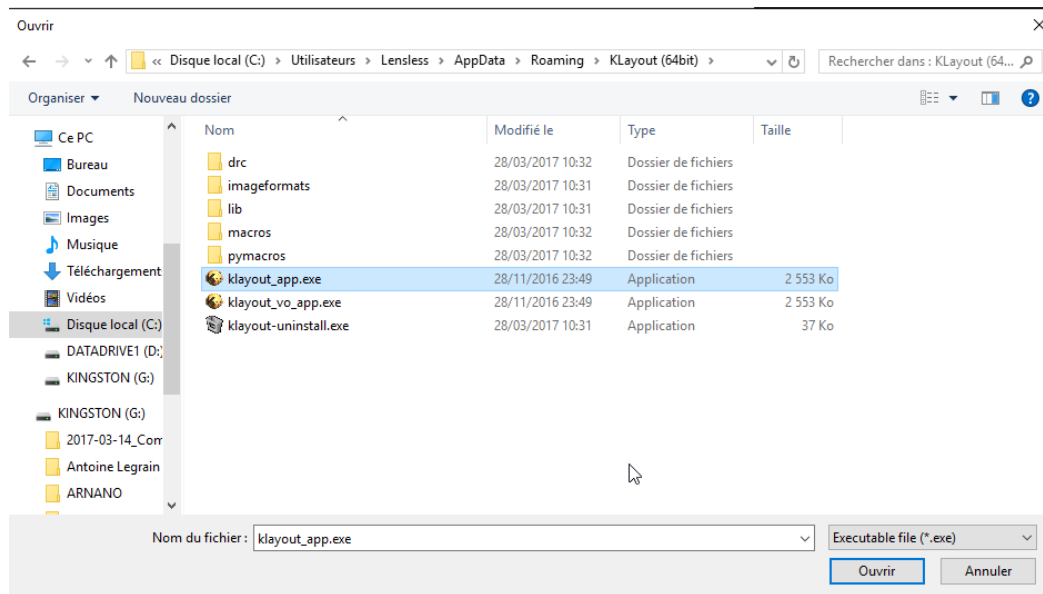 Ouvrir
« Disque local (C:) > Utilisateurs > Lensless > AppData > Roaming > KLayout (64bit) >
Rechercher dans : KLayout (64...
Organiser Nouveau dossier
Nom Modifié le Type Taille
Ce PC
Bureau
Documents
Images
Musique
Téléchargement
Vidéos
Disque local (C:)
DATADRIVE1 (D:)
KINGSTON (G:)
KINGSTON (G:)
2017-03-14_Com
Antoine Legrain
ARNANO
drc 28/03/2017 10:32 Dossier de fichiers
imageformats 28/03/2017 10:31 Dossier de fichiers
lib 28/03/2017 10:31 Dossier de fichiers
macros 28/03/2017 10:32 Dossier de fichiers
pymacros 28/03/2017 10:32 Dossier de fichiers
klayout_app.exe 28/11/2016 23:49 Application 2 553 Ko
klayout_vo_app.exe 28/11/2016 23:49 Application 2 553 Ko
klayout-uninstall.exe 28/03/2017 10:31 Application 37 Ko
Nom du fichier : klayout_app.exe
Executable file (*.exe)
Ouvrir Annuler